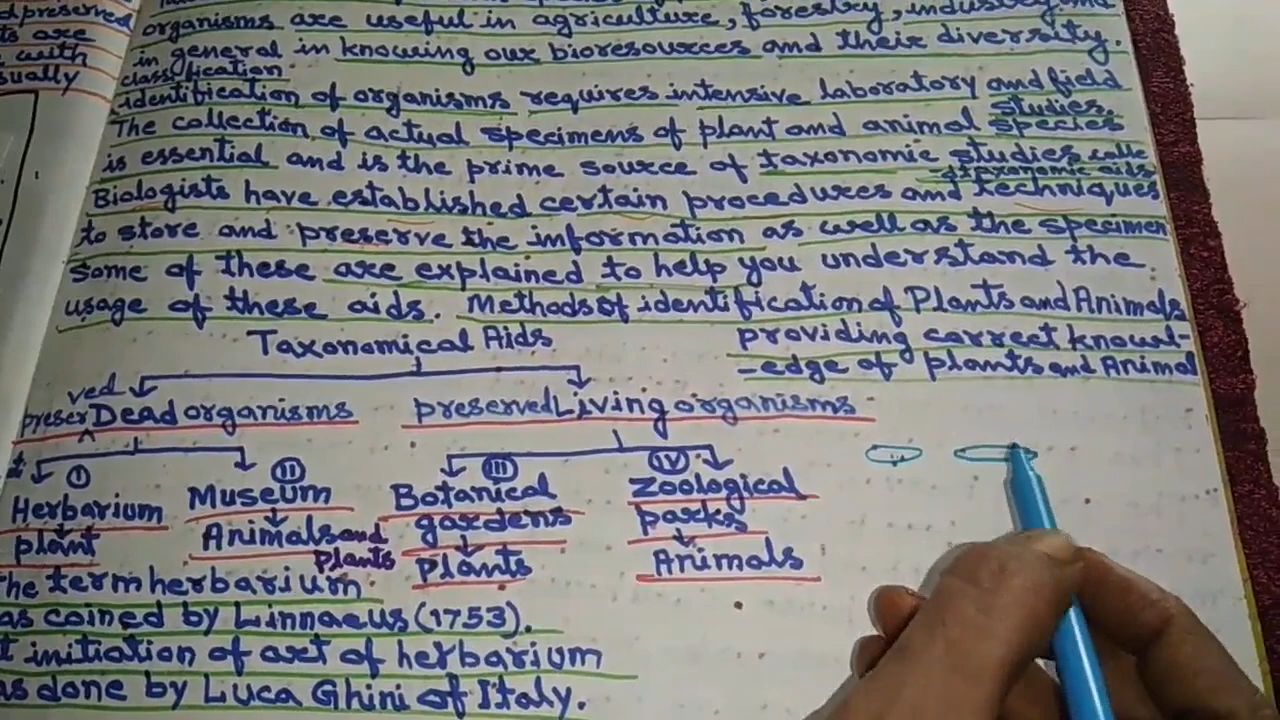 d preserved
ts are
with
sually
organisms are useful in agriculture, forestry, industry and
in general in knowing our bioresources and their diversity.
classification.
identification of organisms requires intensive laboratory and field
studies.
The collection of actual specimens of plant and animal species
is essential and is the prime source of taxonomic studies
taxonomic aids
Biologists have established certain procedures and techniques
to store and preserve the information as well as the specimen
some of these are explained to help you understand the
usage of these aids. Methods of identification of Plants and Animals
providing correct knowl-
-edge of plants and Animal
Taxonomical Aids
preserved Dead organisms
preserved Living organisms
I
Herbarium
plant
II
Museum
Animals and
Plants
III
Botanical
gardens
Plants
IV
Zoological
parks
Animals
the term herbarium
as coined by Linnaeus (1753).
t initiation of art of herbarium
as done by Luca Ghini of Italy.